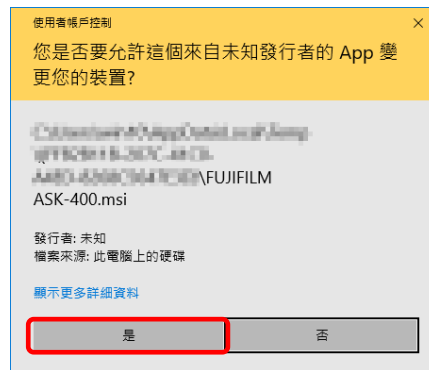 使用者帳戶控制
您是否要允許這個來自未知發行者的 App 變
更您的裝置?
\FUJIFILM
ASK-400.msi
發行者: 未知
檔案來源: 此電腦上的硬碟
顯示更多詳細資料
是
否